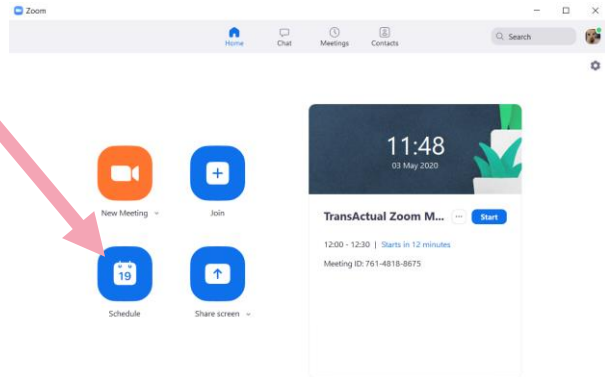 Zoom
Home
Chat
Meetings
Contacts
Search
11:48
03 May 2020
New Meeting
Join
TransActual Zoom M...
Start
12:00 - 12:30 | Starts in 12 minutes
Meeting ID: 761-4818-8675
19
Schedule
Share screen